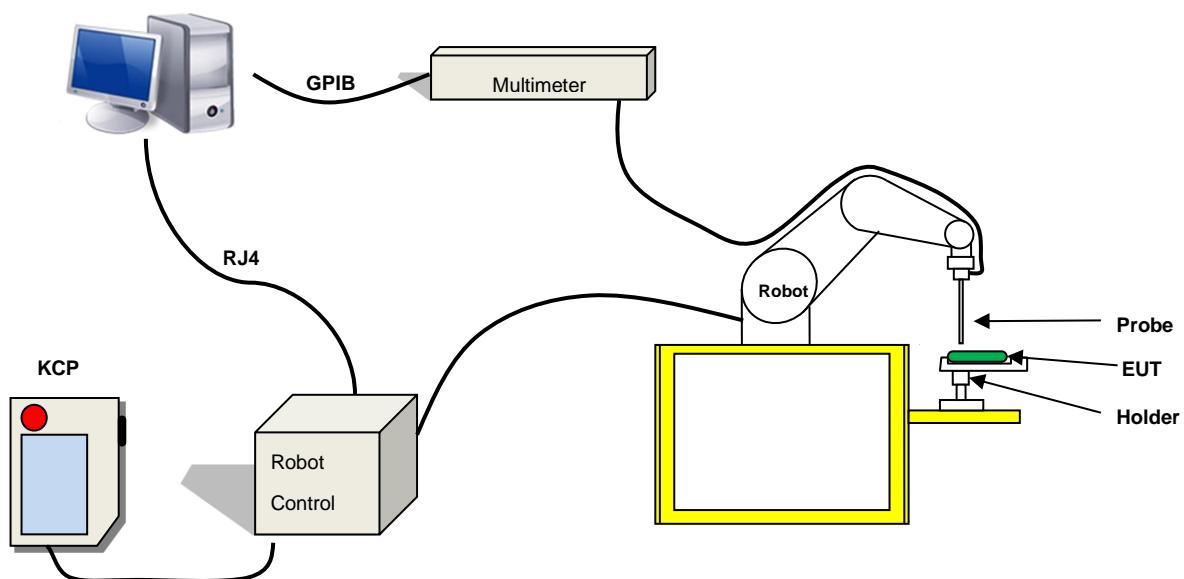 GPIB
Multimeter
RJ4
Robot
Probe
EUT
Holder
KCP
Robot
Control